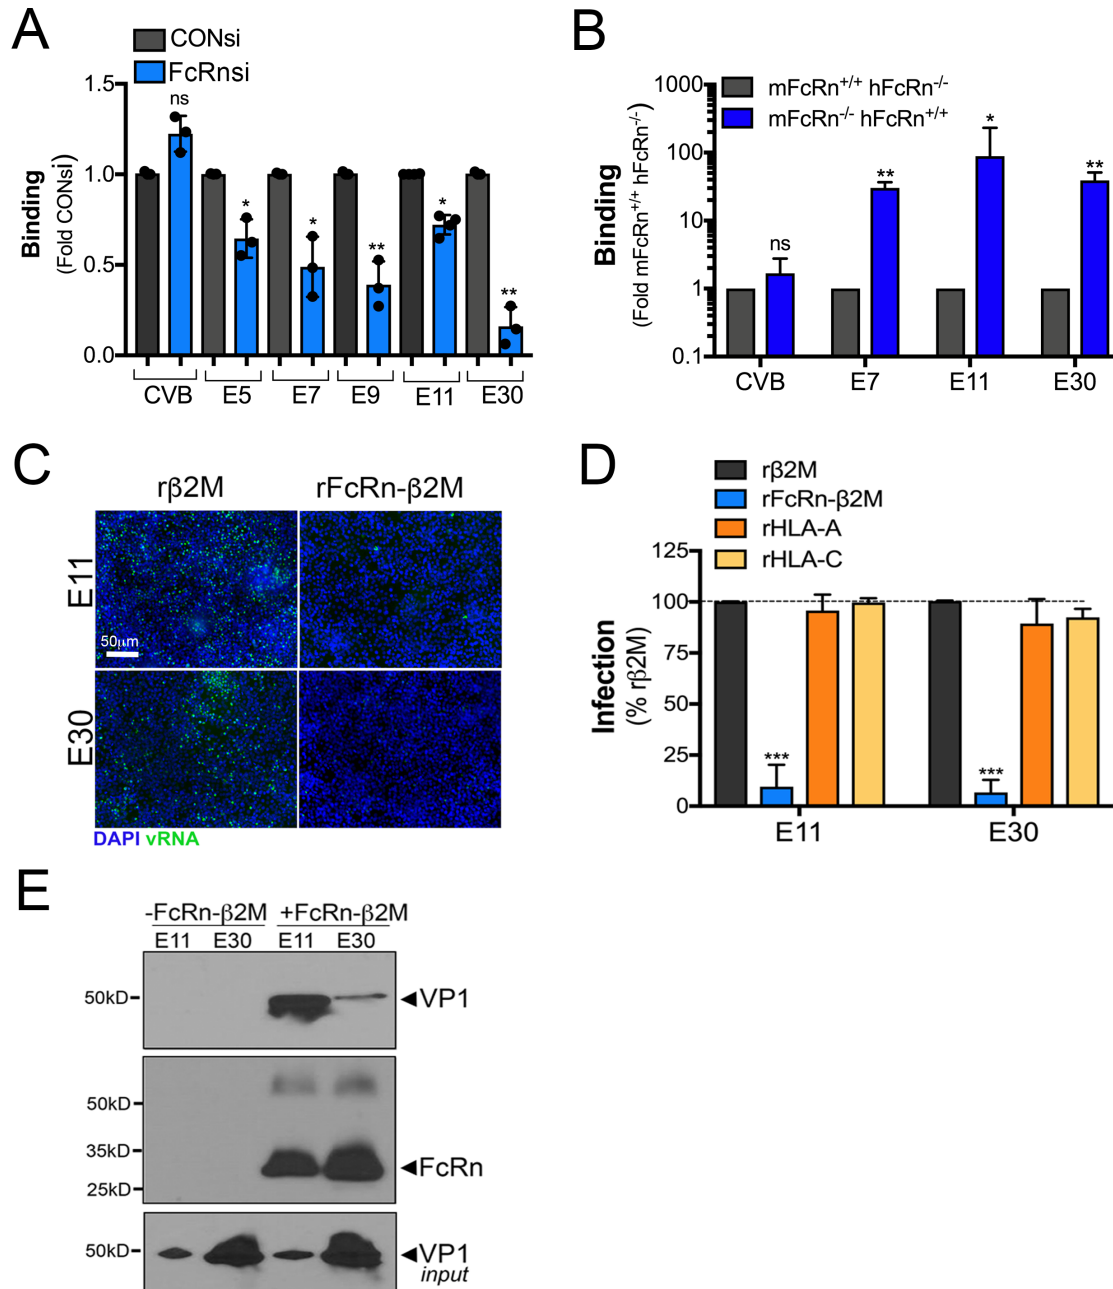 A
CONsi
FcRnsi
1.5
1.0
0.5
0.0
Binding
(Fold CONsi)
ns
*
*
**
*
**
CVB E5 E7 E9 E11 E30
B
mFcRn+/+ hFcRn-/-
mFcRn-/- hFcRn+/+
1000
100
10
1
0.1
Binding
(Fold mFcRn+/+ hFcRn-/-)
ns
**
*
**
CVB E7 E11 E30
C
rβ2M rFcRn-β2M
E11
50μm
E30
DAPI vRNA
D
rβ2M
rFcRn-β2M
rHLA-A
rHLA-C
125
100
75
50
25
0
Infection
(% rβ2M)
***
***
E11 E30
E
-FcRn-β2M +FcRn-β2M
E11 E30 E11 E30
50kD
VP1
50kD
35kD
FcRn
25kD
50kD
VP1
input